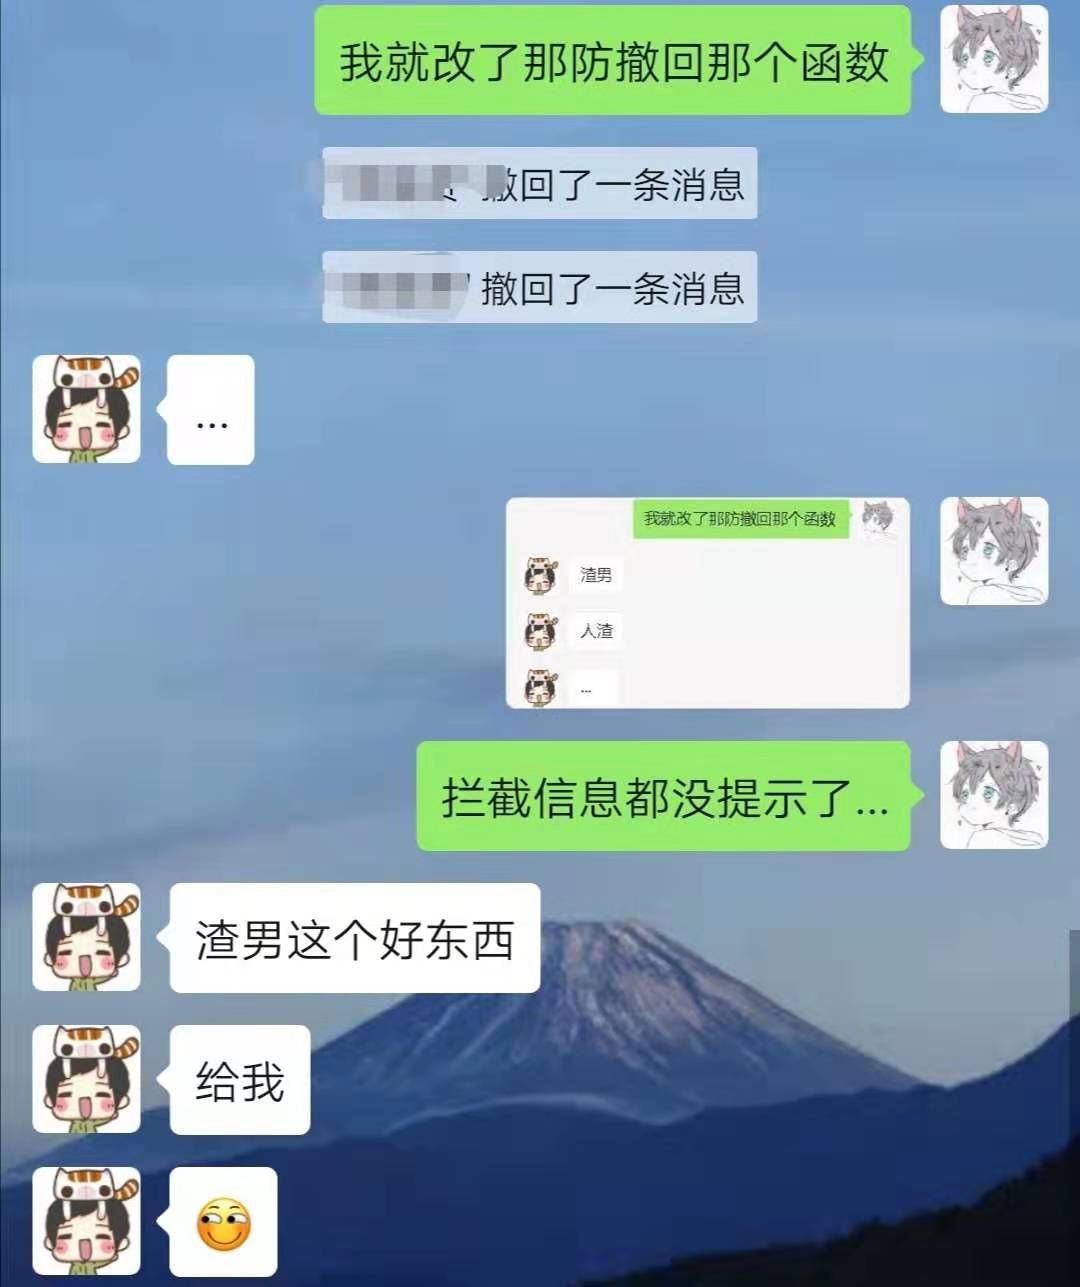 我就改了那防撤回那个函数
撤回了一条消息
撤回了一条消息
...
我就改了那防撤回那个函数
渣男
人渣
...
拦截信息都没提示了...
渣男这个好东西
给我